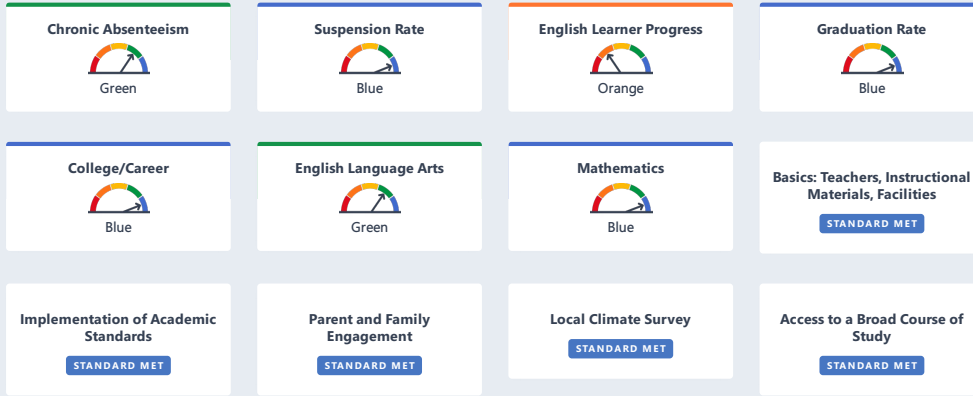 Chronic Absenteeism
Green
Suspension Rate
Blue
English Learner Progress
Orange
Graduation Rate
Blue
College/Career
Blue
English Language Arts
Green
Mathematics
Blue
Basics: Teachers, Instructional
Materials, Facilities
STANDARD MET
Implementation of Academic
Standards
STANDARD MET
Parent and Family
Engagement
STANDARD MET
Local Climate Survey
STANDARD MET
Access to a Broad Course of
Study
STANDARD MET